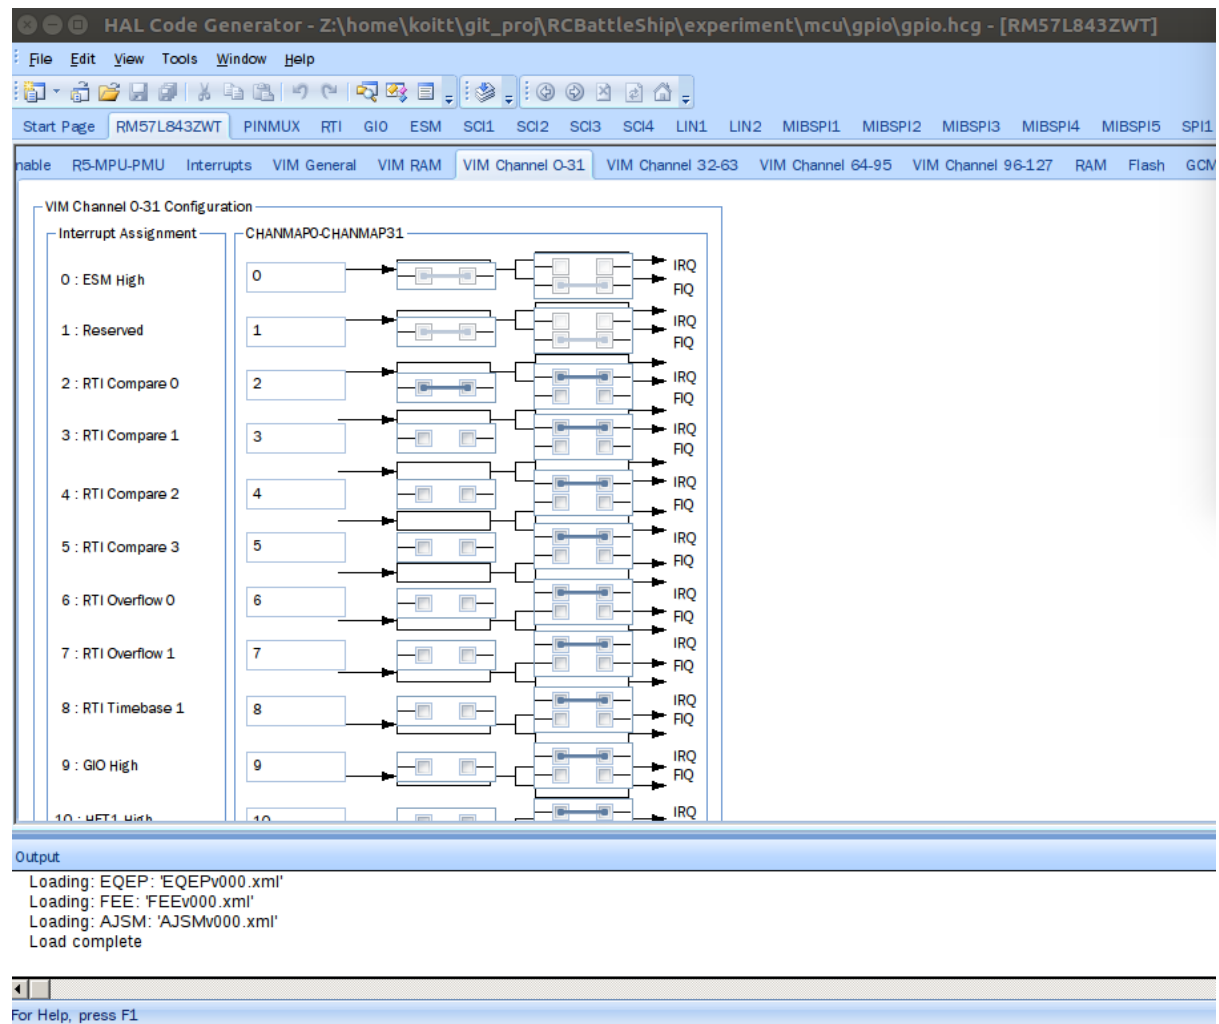 HAL Code Generator - Z:\home\koitt\git_proj\RCBattleShip\experiment\mcu\gpio\gpio.hcg - [RM57L843ZWT]
File Edit View Tools Window Help
Start Page RM57L843ZWT PINMUX RTI GIO ESM SCI1 SCI2 SCI3 SCI4 LIN1 LIN2 MIBSPI1 MIBSPI2 MIBSPI3 MIBSPI4 MIBSPI5 SPI1
nable R5-MPU-PMU Interrupts VIM General VIM RAM VIM Channel 0-31 VIM Channel 32-63 VIM Channel 64-95 VIM Channel 96-127 RAM Flash GCM
VIM Channel 0-31 Configuration
Interrupt Assignment CHANMAP0-CHANMAP31
0 : ESM High 0 IRQ
FIQ
1 : Reserved 1 IRQ
FIQ
2 : RTI Compare 0 2 IRQ
FIQ
3 : RTI Compare 1 3 IRQ
FIQ
4 : RTI Compare 2 4 IRQ
FIQ
5 : RTI Compare 3 5 IRQ
FIQ
6 : RTI Overflow 0 6 IRQ
FIQ
7 : RTI Overflow 1 7 IRQ
FIQ
8 : RTI Timebase 1 8 IRQ
FIQ
9 : GIO High 9 IRQ
FIQ
10 : HET1 High 10 IRQ
Output
Loading: EQEP: 'EQEPv000.xml'
Loading: FEE: 'FEEv000.xml'
Loading: AJSM: 'AJSMv000.xml'
Load complete
For Help, press F1